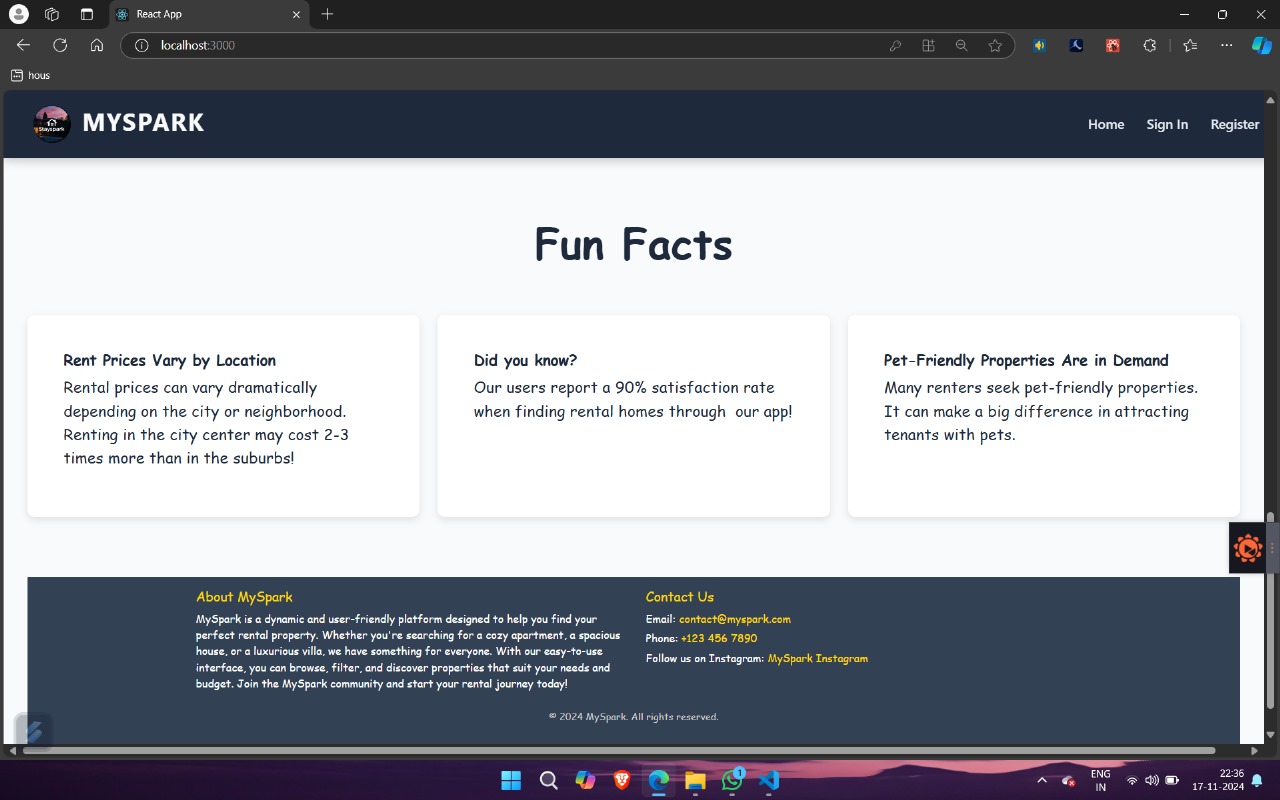 React App
localhost:3000
hous
Stayspark
MYSPARK
Home Sign In Register
Fun Facts
Rent Prices Vary by Location
Rental prices can vary dramatically
depending on the city or neighborhood.
Renting in the city center may cost 2-3
times more than in the suburbs!
Did you know?
Our users report a 90% satisfaction rate
when finding rental homes through our app!
Pet-Friendly Properties Are in Demand
Many renters seek pet-friendly properties.
It can make a big difference in attracting
tenants with pets.
About MySpark
MySpark is a dynamic and user-friendly platform designed to help you find your
perfect rental property. Whether you're searching for a cozy apartment, a spacious
house, or a luxurious villa, we have something for everyone. With our easy-to-use
interface, you can browse, filter, and discover properties that suit your needs and
budget. Join the MySpark community and start your rental journey today!
Contact Us
Email: contact@myspark.com
Phone: +123 456 7890
Follow us on Instagram: MySpark Instagram
© 2024 MySpark. All rights reserved.
1
ENG
IN
22:36
17-11-2024